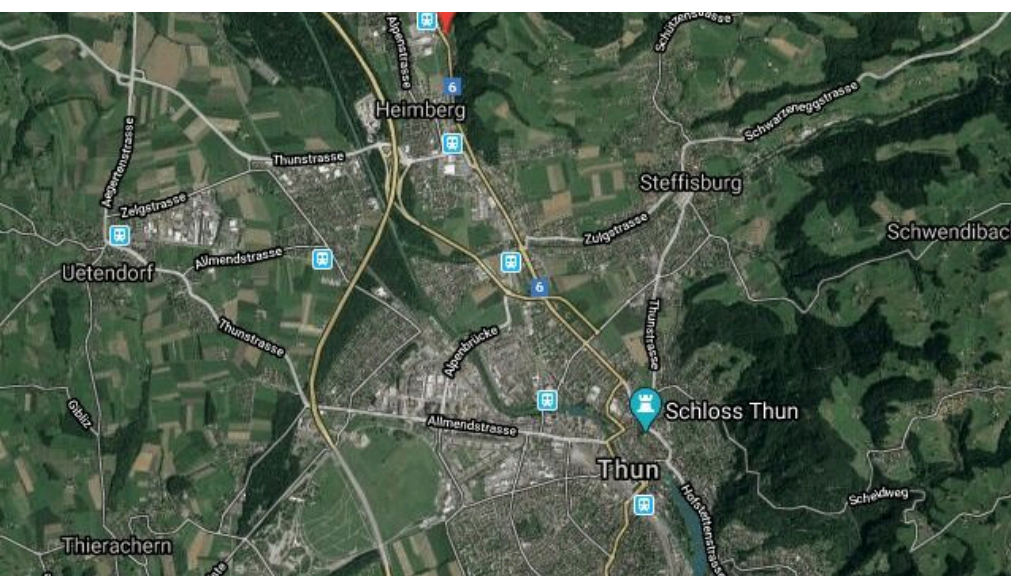 Schützenstrasse
Alpenstrasse
6
Heimberg
Schwarzeneggstrasse
Aegertenstrasse
Thunstrasse
Steffisburg
Zelgstrasse
Zulgstrasse
Schwendibac
Allmendstrasse
Uetendorf
6
Thunstrasse
Thunstrasse
Alpenbrücke
Gibliz
Schloss Thun
Allmendstrasse
Thun
Scheidweg
Hofstettenstrasse
Thierachern